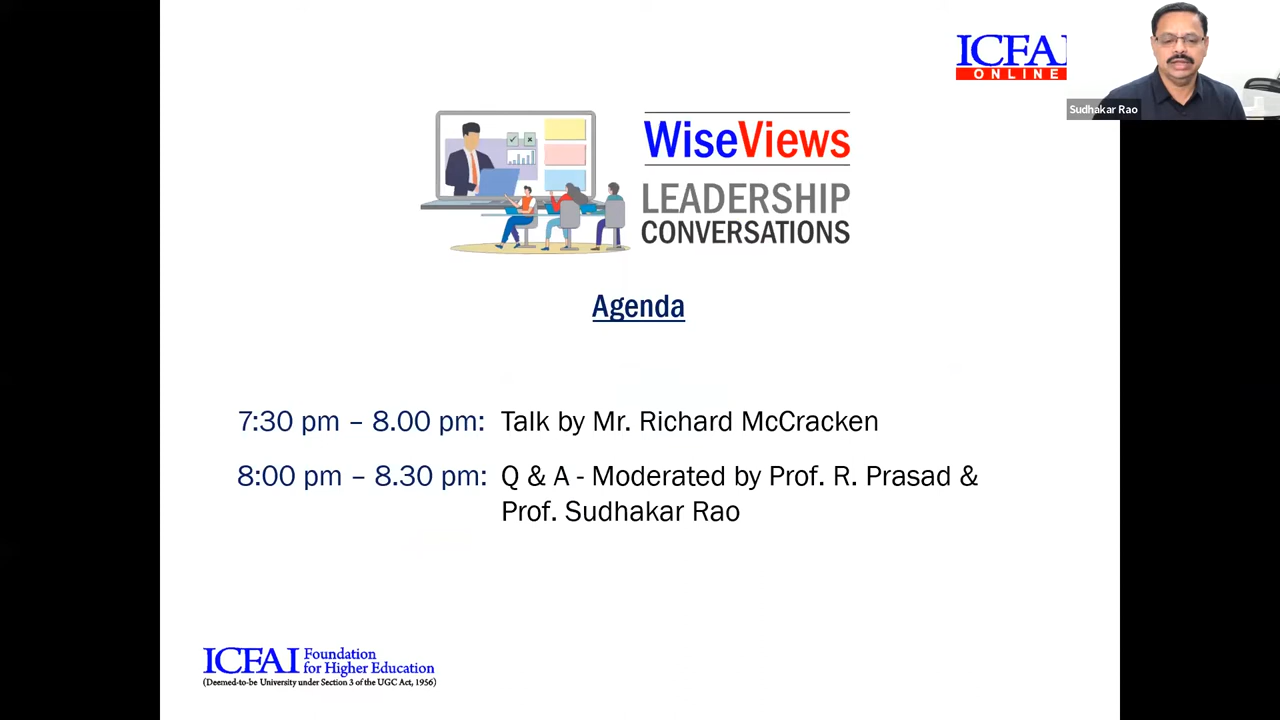 ICFA
ONLINE
Sudhakar Rao
WiseViews
LEADERSHIP
CONVERSATIONS
Agenda
7:30 pm – 8.00 pm: Talk by Mr. Richard McCracken
8:00 pm – 8.30 pm: Q & A - Moderated by Prof. R. Prasad &
Prof. Sudhakar Rao
ICFAI Foundation
for Higher Education
(Deemed-to-be University under Section 3 of the UGC Act, 1956)